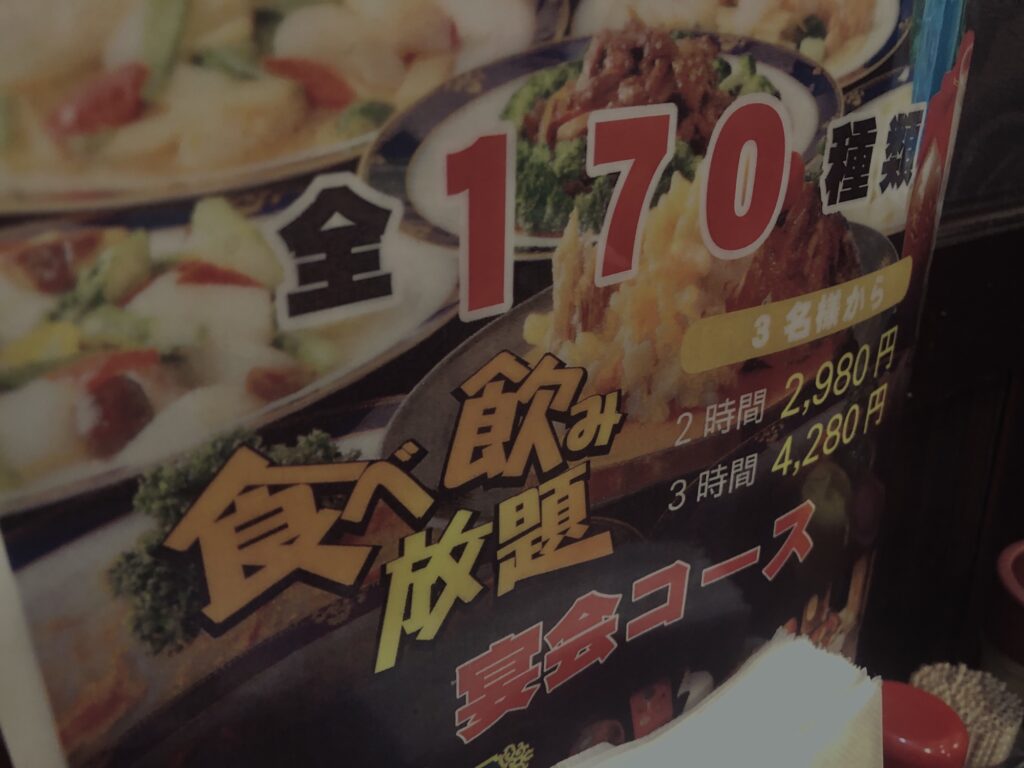 全170種類
3名様から
2時間 2,980円
3時間 4,280円
食べ飲み
放題
宴会コース